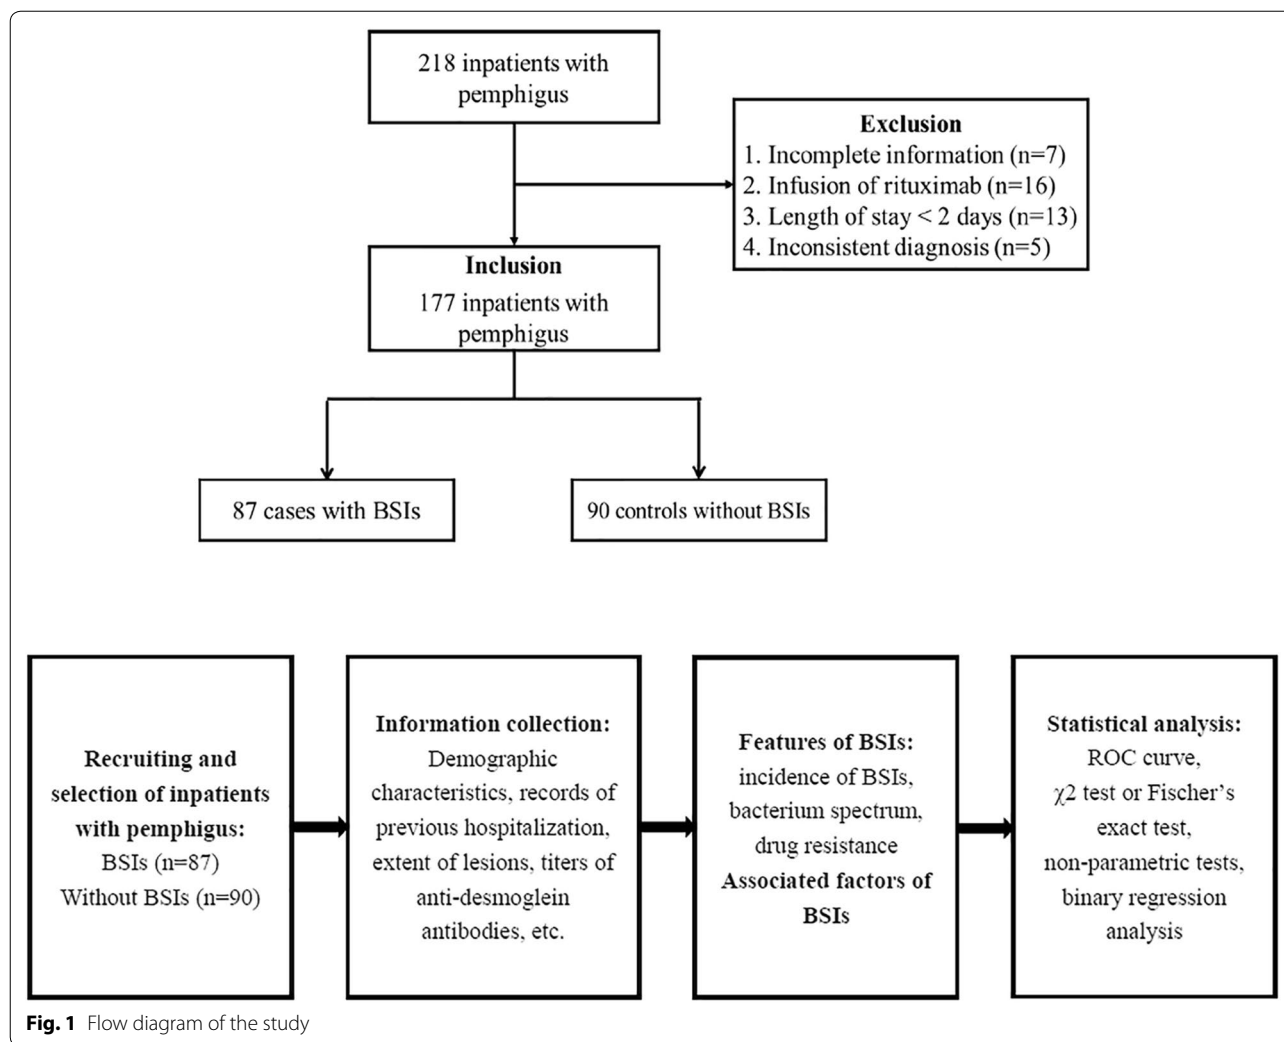 218 inpatients with
pemphigus
Exclusion
1. Incomplete information (n=7)
2. Infusion of rituximab (n=16)
3. Length of stay < 2 days (n=13)
4. Inconsistent diagnosis (n=5)
Inclusion
177 inpatients with
pemphigus
87 cases with BSIs
90 controls without BSIs
Recruiting and
selection of inpatients
with pemphigus:
BSIs (n=87)
Without BSIs (n=90)
Information collection:
Demographic
characteristics, records of
previous hospitalization,
extent of lesions, titers of
anti-desmoglein
antibodies, etc.
Features of BSIs:
incidence of BSIs,
bacterium spectrum,
drug resistance
Associated factors of
BSIs
Statistical analysis:
ROC curve,
χ2 test or Fischer's
exact test,
non-parametric tests,
binary regression
analysis
Fig. 1 Flow diagram of the study